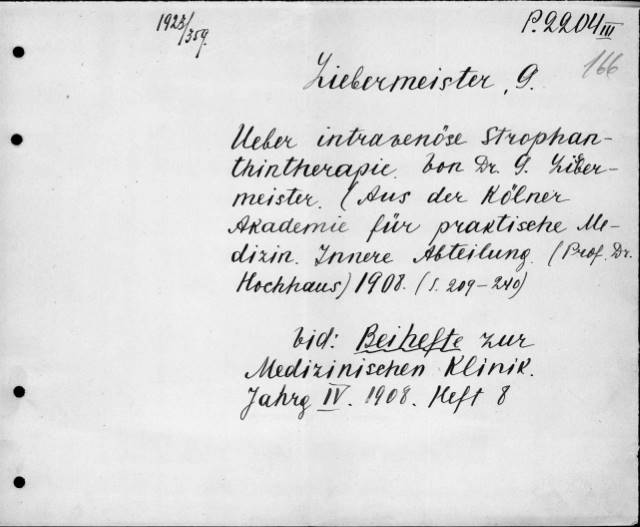 1923/359.
P. 2204 III
166
Liebermeister, G.
Ueber intravenöse Strophan-
thintherapie. Von Dr. G. Liber-
meister. (Aus der Kölner
Akademie für praktische Me-
dizin. Innere Abteilung. (Prof. Dr.
Hochhaus) 1908. (S. 209-240)
Vid: Beihefte zur
Medizinischen Klinik.
Jahrg IV. 1908. Heft 8